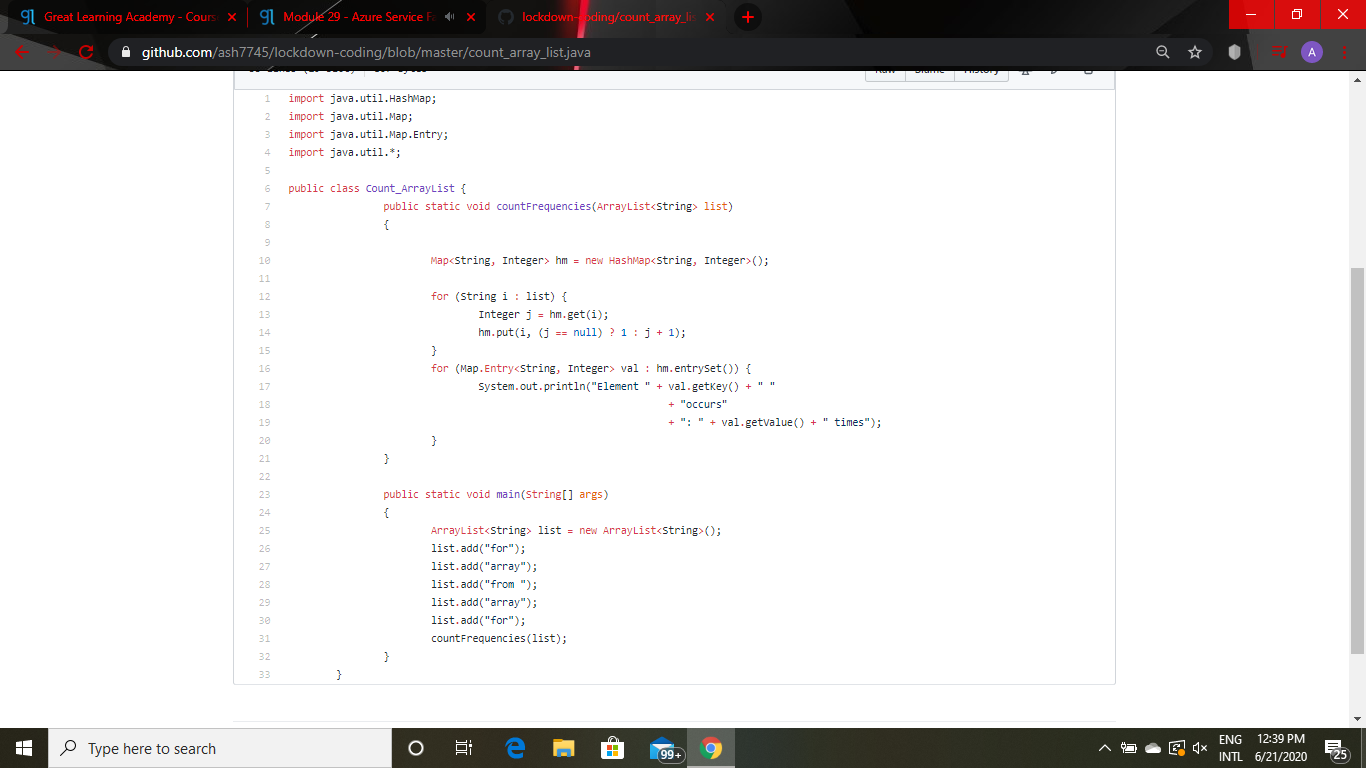 Great Learning Academy - Cours
Module 29 - Azure Service Fa
lockdown-coding/count_array_lis
github.com/ash7745/lockdown-coding/blob/master/count_array_list.java
A
Raw Blame History
1 import java.util.HashMap;
2 import java.util.Map;
3 import java.util.Map.Entry;
4 import java.util.*;
5
6 public class Count_ArrayList {
7 public static void countFrequencies(ArrayList<String> list)
8 {
9
10 Map<String, Integer> hm = new HashMap<String, Integer>();
11
12 for (String i : list) {
13 Integer j = hm.get(i);
14 hm.put(i, (j == null) ? 1 : j + 1);
15 }
16 for (Map.Entry<String, Integer> val : hm.entrySet()) {
17 System.out.println("Element " + val.getKey() + " "
18 + "occurs"
19 + ": " + val.getValue() + " times");
20 }
21 }
22
23 public static void main(String[] args)
24 {
25 ArrayList<String> list = new ArrayList<String>();
26 list.add("for");
27 list.add("array");
28 list.add("from ");
29 list.add("array");
30 list.add("for");
31 countFrequencies(list);
32 }
33 }
Type here to search
99+
ENG
INTL
12:39 PM
6/21/2020
25